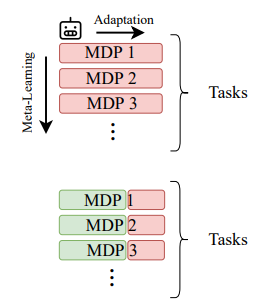 Adaptation
Meta-Learning
MDP 1
MDP 2
MDP 3
⋮
Tasks
MDP 1
MDP 2
MDP 3
⋮
Tasks